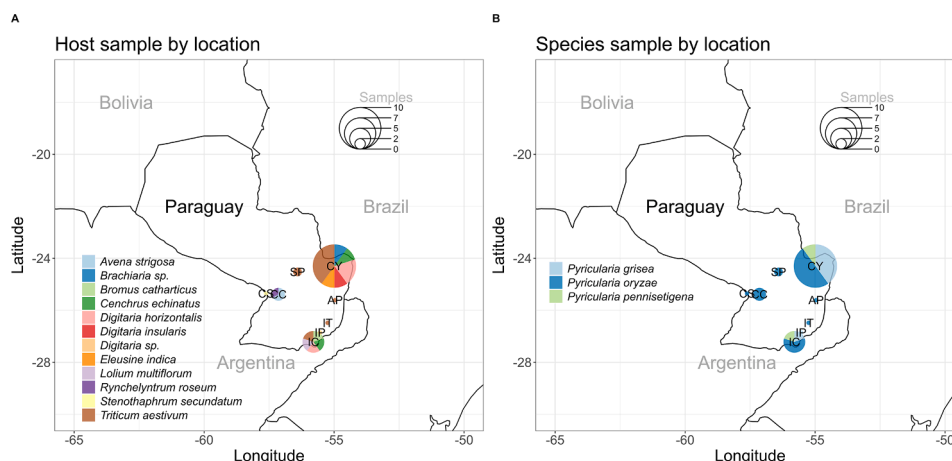 A
Host sample by location
Bolivia
Samples
10
7
5
2
0
-20
Paraguay
Brazil
Latitude
-24
SP
CY
CS
CC
AP
IT
IP
IC
-28
Argentina
Avena strigosa
Brachiaria sp.
Bromus catharticus
Cenchrus echinatus
Digitaria horizontalis
Digitaria insularis
Digitaria sp.
Eleusine indica
Lolium multiflorum
Rynchelyntrum roseum
Stenothaphrum secundatum
Triticum aestivum
-65
-60
-55
-50
Longitude
B
Species sample by location
Bolivia
Samples
10
7
5
2
0
-20
Paraguay
Brazil
Latitude
-24
SP
CY
CS
CC
AP
IT
IP
IC
-28
Argentina
Pyricularia grisea
Pyricularia oryzae
Pyricularia pennisetigena
-65
-60
-55
-50
Longitude